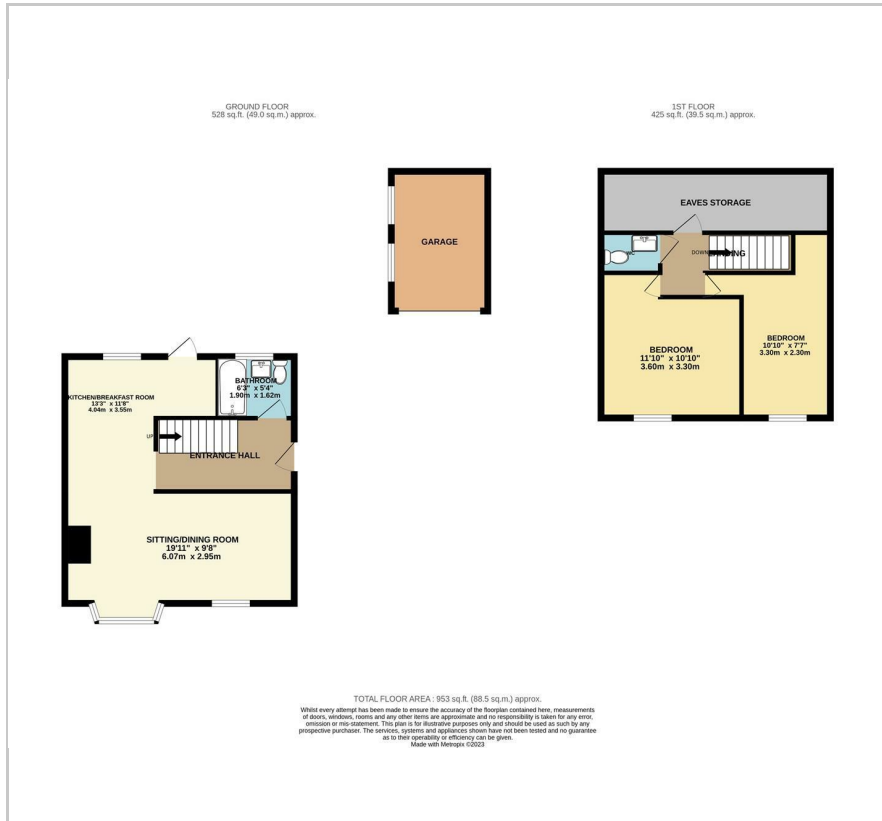 GROUND FLOOR
528 sq.ft. (49.0 sq.m.) approx.
1ST FLOOR
425 sq.ft. (39.5 sq.m.) approx.
EAVES STORAGE
GARAGE
WC
DOWN
LANDING
BEDROOM
11'10" x 10'10"
3.60m x 3.30m
BEDROOM
10'10" x 7'7"
3.30m x 2.30m
KITCHEN/BREAKFAST ROOM
13'3" x 11'8"
4.04m x 3.55m
BATHROOM
6'3" x 5'4"
1.90m x 1.62m
UP
ENTRANCE HALL
SITTING/DINING ROOM
19'11" x 9'8"
6.07m x 2.95m
TOTAL FLOOR AREA : 953 sq.ft. (88.5 sq.m.) approx.
Whilst every attempt has been made to ensure the accuracy of the floorplan contained here, measurements
of doors, windows, rooms and any other items are approximate and no responsibility is taken for any error,
omission or mis-statement. This plan is for illustrative purposes only and should be used as such by any
prospective purchaser. The services, systems and appliances shown have not been tested and no guarantee
as to their operability or efficiency can be given.
Made with Metropix ©2023